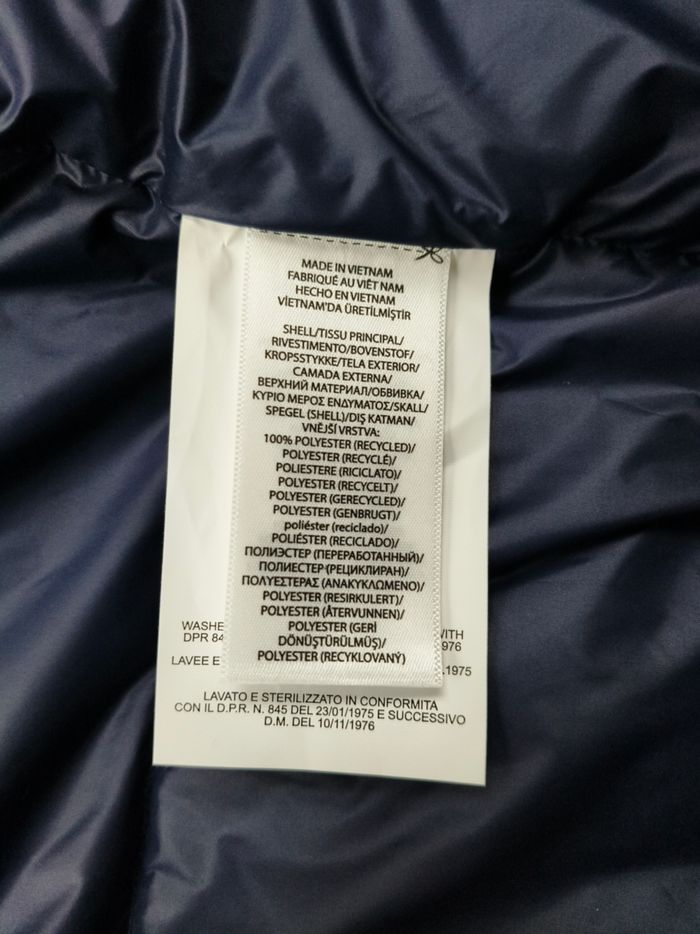 MADE IN VIETNAM
FABRIQUÉ AU VIÊT NAM
HECHO EN VIETNAM
VİETNAM'DA ÜRETİLMİŞTİR
SHELL/TISSU PRINCIPAL/
RIVESTIMENTO/BOVENSTOF/
KROPSSTYKKE/TELA EXTERIOR/
CAMADA EXTERNA/
ВЕРХНИЙ МАТЕРИАЛ/ОБВИВКА/
ΚΥΡΙΟ ΜΕΡΟΣ ΕΝΔΥΜΑΤΟΣ/SKALL/
SPEGEL (SHELL)/DIŞ KATMAN/
VNĚJŠÍ VRSTVA:
100% POLYESTER (RECYCLED)/
POLYESTER (RECYCLÉ)/
POLIESTERE (RICICLATO)/
POLYESTER (RECYCELT)/
POLYESTER (GERECYCLED)/
POLYESTER (GENBRUGT)/
poliéster (reciclado)/
POLIÉSTER (RECICLADO)/
ПОЛИЭСТЕР (ПЕРЕРАБОТАННЫЙ)/
ПОЛИЕСТЕР (РЕЦИКЛИРАН)/
ΠΟΛΥΕΣΤΕΡΑΣ (ΑΝΑΚΥΚΛΩΜΕΝΟ)/
POLYESTER (RESIRKULERT)/
POLYESTER (ÅTERVUNNEN)/
POLYESTER (GERİ
DÖNÜŞTÜRÜLMÜŞ)/
POLYESTER (RECYKLOVANÝ)
WASHE VITH
DPR 84 976
LAVEE E .1975
LAVATO E STERILIZZATO IN CONFORMITA
CON IL D.P.R. N. 845 DEL 23/01/1975 E SUCCESSIVO
D.M. DEL 10/11/1976